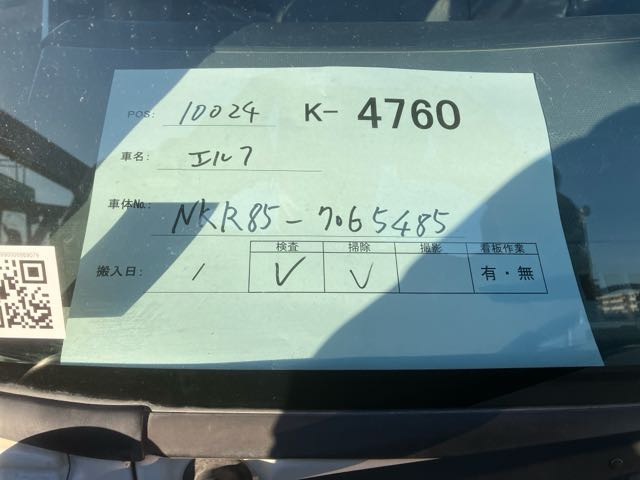 POS: 10024 K- 4760
車名: エルフ
車体No.: NKR85-7065485
検査 掃除 撮影 看板作業
搬入日: / V V 有・無